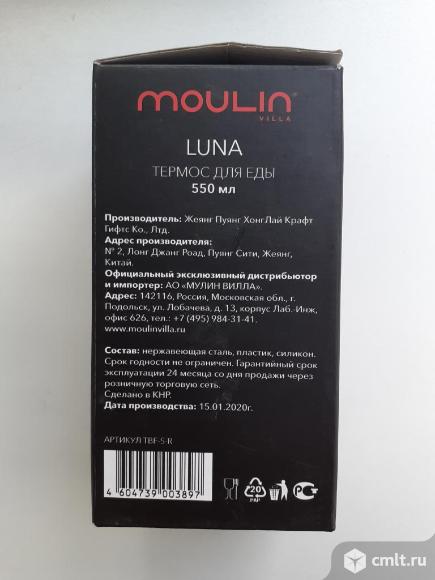 MOULIN
VILLA
LUNA
ТЕРМОС ДЛЯ ЕДЫ
550 мл
Производитель: Жеянг Пуянг ХонгЛай Крафт
Гифтс Ко., Лтд.
Адрес производителя:
№ 2, Лонг Джанг Роад, Пуянг Сити, Жеянг,
Китай.
Официальный эксклюзивный дистрибьютор
и импортер: АО «МУЛИН ВИЛЛА».
Адрес: 142116, Россия, Московская обл., г.
Подольск, ул. Лобачева, д. 13, корпус Лаб.-Инж,
офис 626, тел.: +7 (495) 984-31-41.
www.moulinvilla.ru
Состав: нержавеющая сталь, пластик, силикон.
Срок годности не ограничен. Гарантийный срок
эксплуатации 24 месяца со дня продажи через
розничную торговую сеть.
Сделано в КНР.
Дата производства: 15.01.2020г.
АРТИКУЛ TBF-5-R
4 604739 003897
20
PAP
cmlt.ru